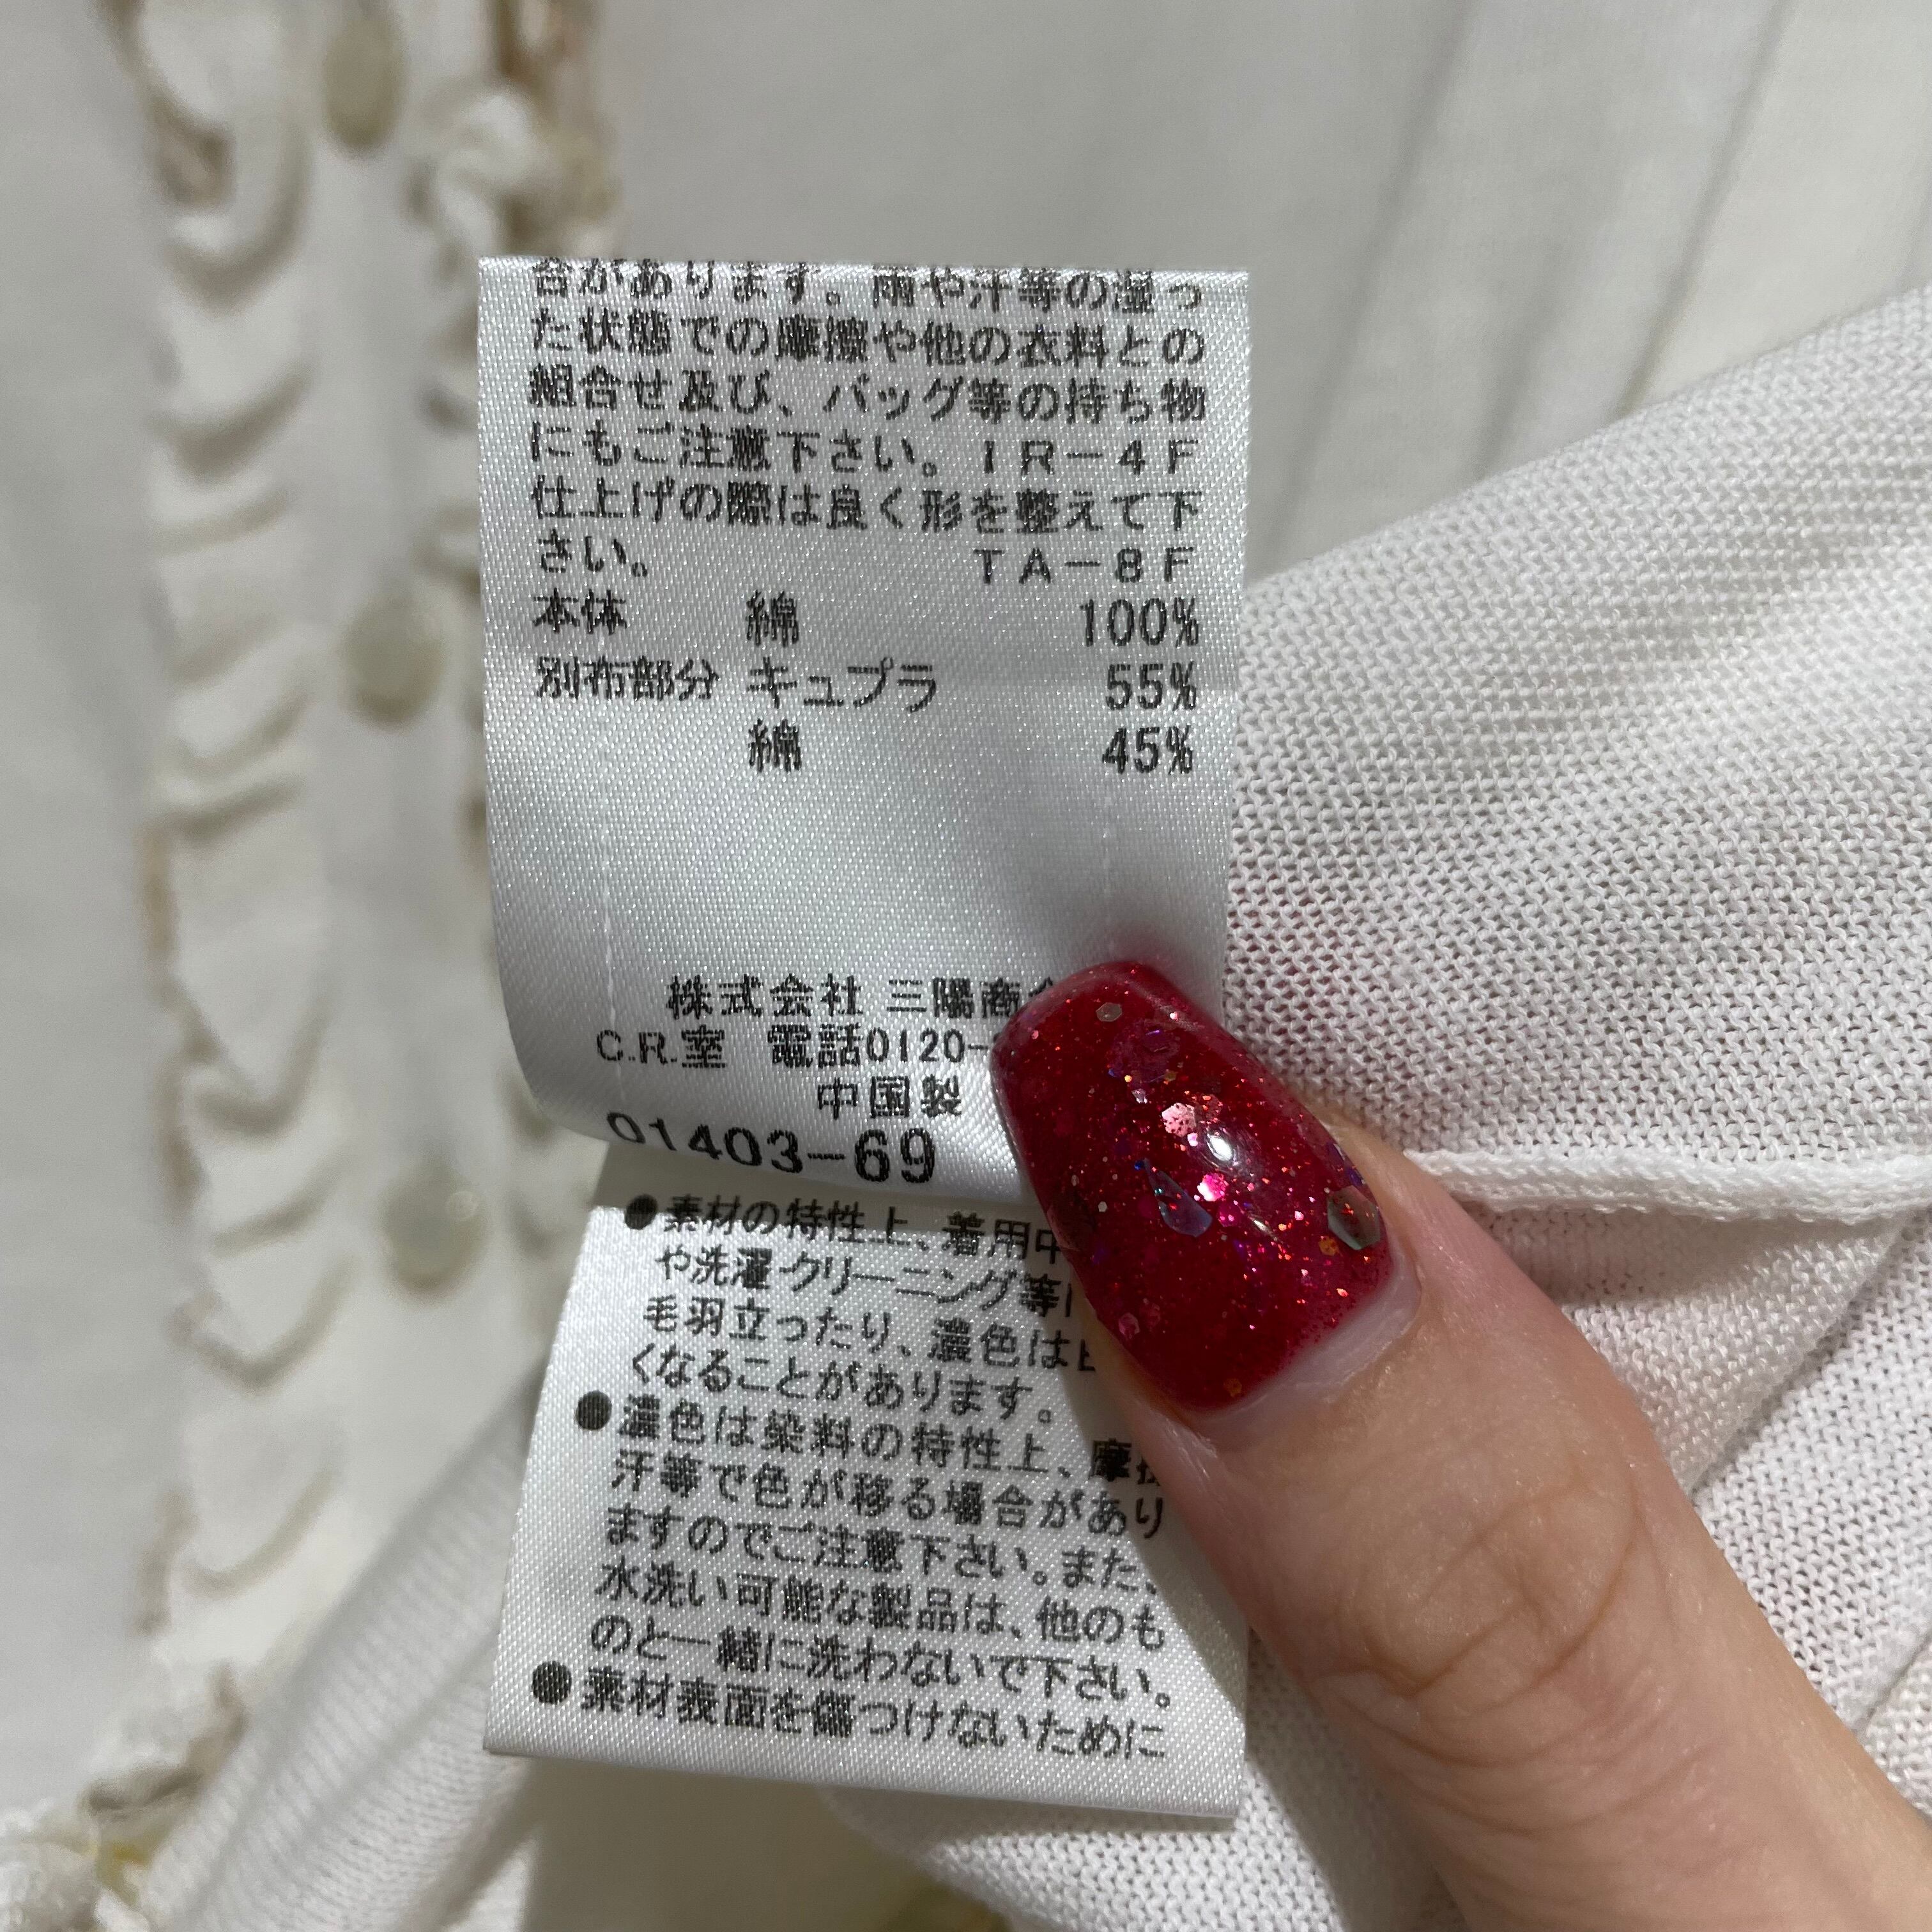 合があります。雨や汗等の湿っ
た状態での摩擦や他の衣料との
組合せ及び、バッグ等の持ち物
にもご注意下さい。IR-4F
仕上げの際は良く形を整えて下
さい。 TA-8F
本体 綿 100%
別布部分 キュプラ 55%
綿 45%
株式会社 三陽商会
C.R.室 電話0120-
中国製
01403-69
●素材の特性上、着用中
や洗濯クリーニング等に
毛羽立ったり、濃色は白
くなることがあります。
●濃色は染料の特性上、摩擦
汗等で色が移る場合があり
ますのでご注意下さい。また、
水洗い可能な製品は、他のも
のと一緒に洗わないで下さい。
●素材表面を傷つけないために